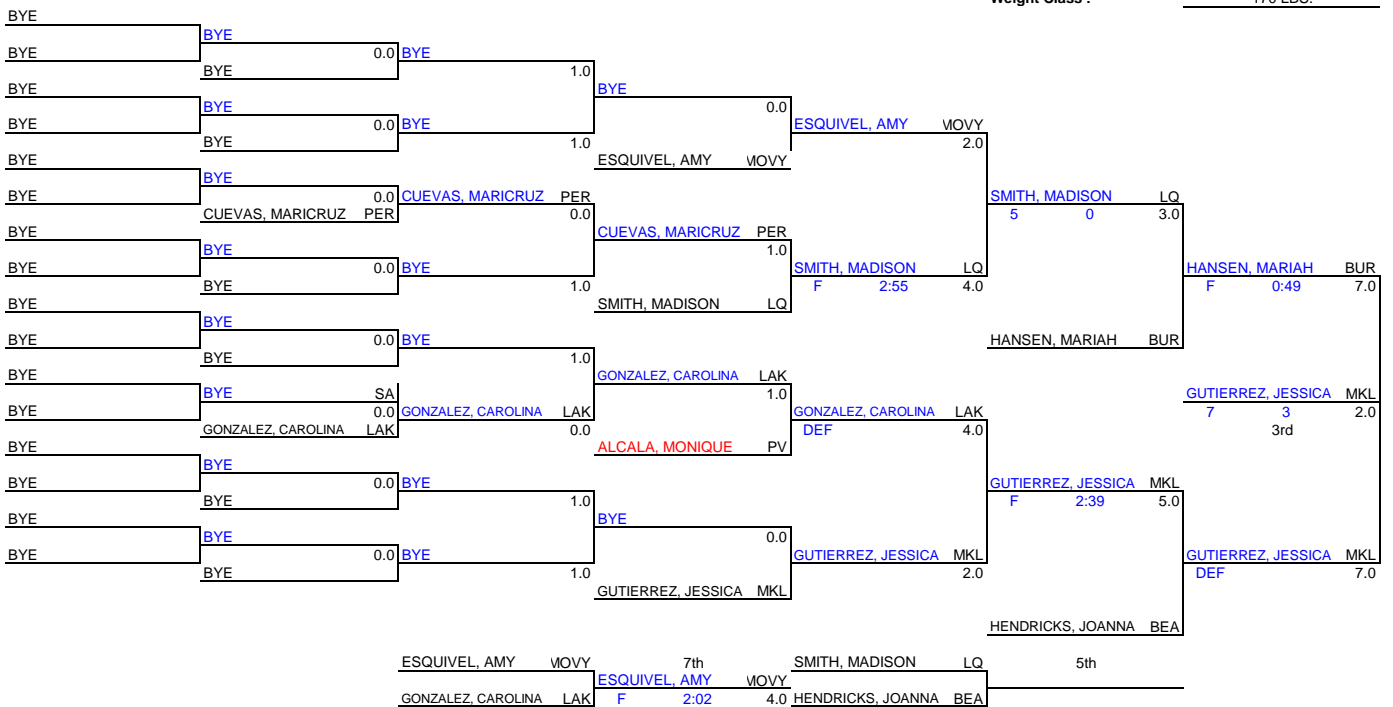 Weight Class :
BYE
BYE
BYE 0.0 BYE
BYE 1.0
BYE BYE
BYE 0.0
BYE 0.0 BYE ESQUIVEL, AMY MOVY
BYE 1.0 2.0
BYE ESQUIVEL, AMY MOVY
BYE
BYE 0.0 CUEVAS, MARICRUZ PER SMITH, MADISON LQ
CUEVAS, MARICRUZ PER 0.0 5 0 3.0
BYE CUEVAS, MARICRUZ PER
BYE 1.0
BYE 0.0 BYE SMITH, MADISON LQ HANSEN, MARIAH BUR
BYE 1.0 F 2:55 4.0 F 0:49 7.0
BYE SMITH, MADISON LQ
BYE
BYE 0.0 BYE HANSEN, MARIAH BUR
BYE 1.0
BYE GONZALEZ, CAROLINA LAK
BYE SA 1.0 GUTIERREZ, JESSICA MKL
BYE 0.0 GONZALEZ, CAROLINA LAK GONZALEZ, CAROLINA LAK 7 3 2.0
GONZALEZ, CAROLINA LAK 0.0 DEF 4.0 3rd
BYE ALCALA, MONIQUE PV
BYE
BYE 0.0 BYE GUTIERREZ, JESSICA MKL
BYE 1.0 F 2:39 5.0
BYE BYE
BYE 0.0
BYE 0.0 BYE GUTIERREZ, JESSICA MKL GUTIERREZ, JESSICA MKL
BYE 1.0 2.0 DEF 7.0
GUTIERREZ, JESSICA MKL
HENDRICKS, JOANNA BEA
ESQUIVEL, AMY MOVY 7th SMITH, MADISON LQ 5th
ESQUIVEL, AMY MOVY
GONZALEZ, CAROLINA LAK F 2:02 4.0 HENDRICKS, JOANNA BEA